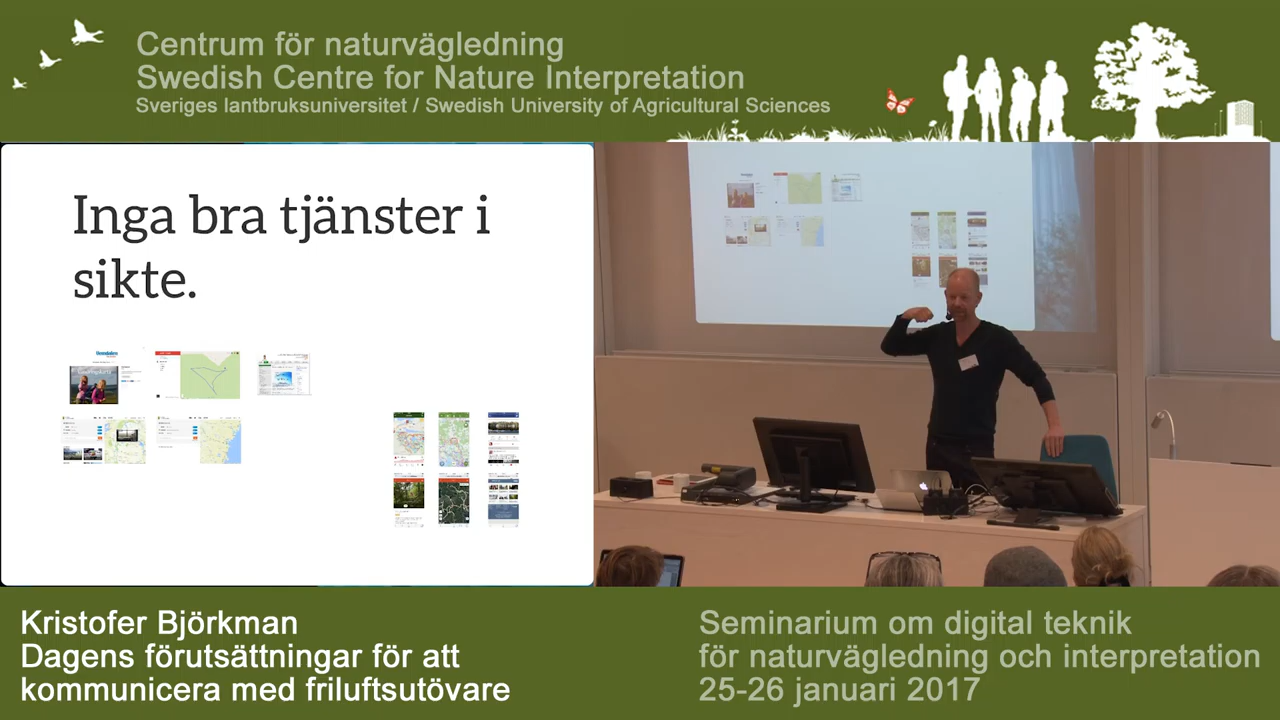 Centrum för naturvägledning
Swedish Centre for Nature Interpretation
Sveriges lantbruksuniversitet / Swedish University of Agricultural Sciences
Inga bra tjänster i
sikte.
Kristofer Björkman
Dagens förutsättningar för att
kommunicera med friluftsutövare
Seminarium om digital teknik
för naturvägledning och interpretation
25-26 januari 2017